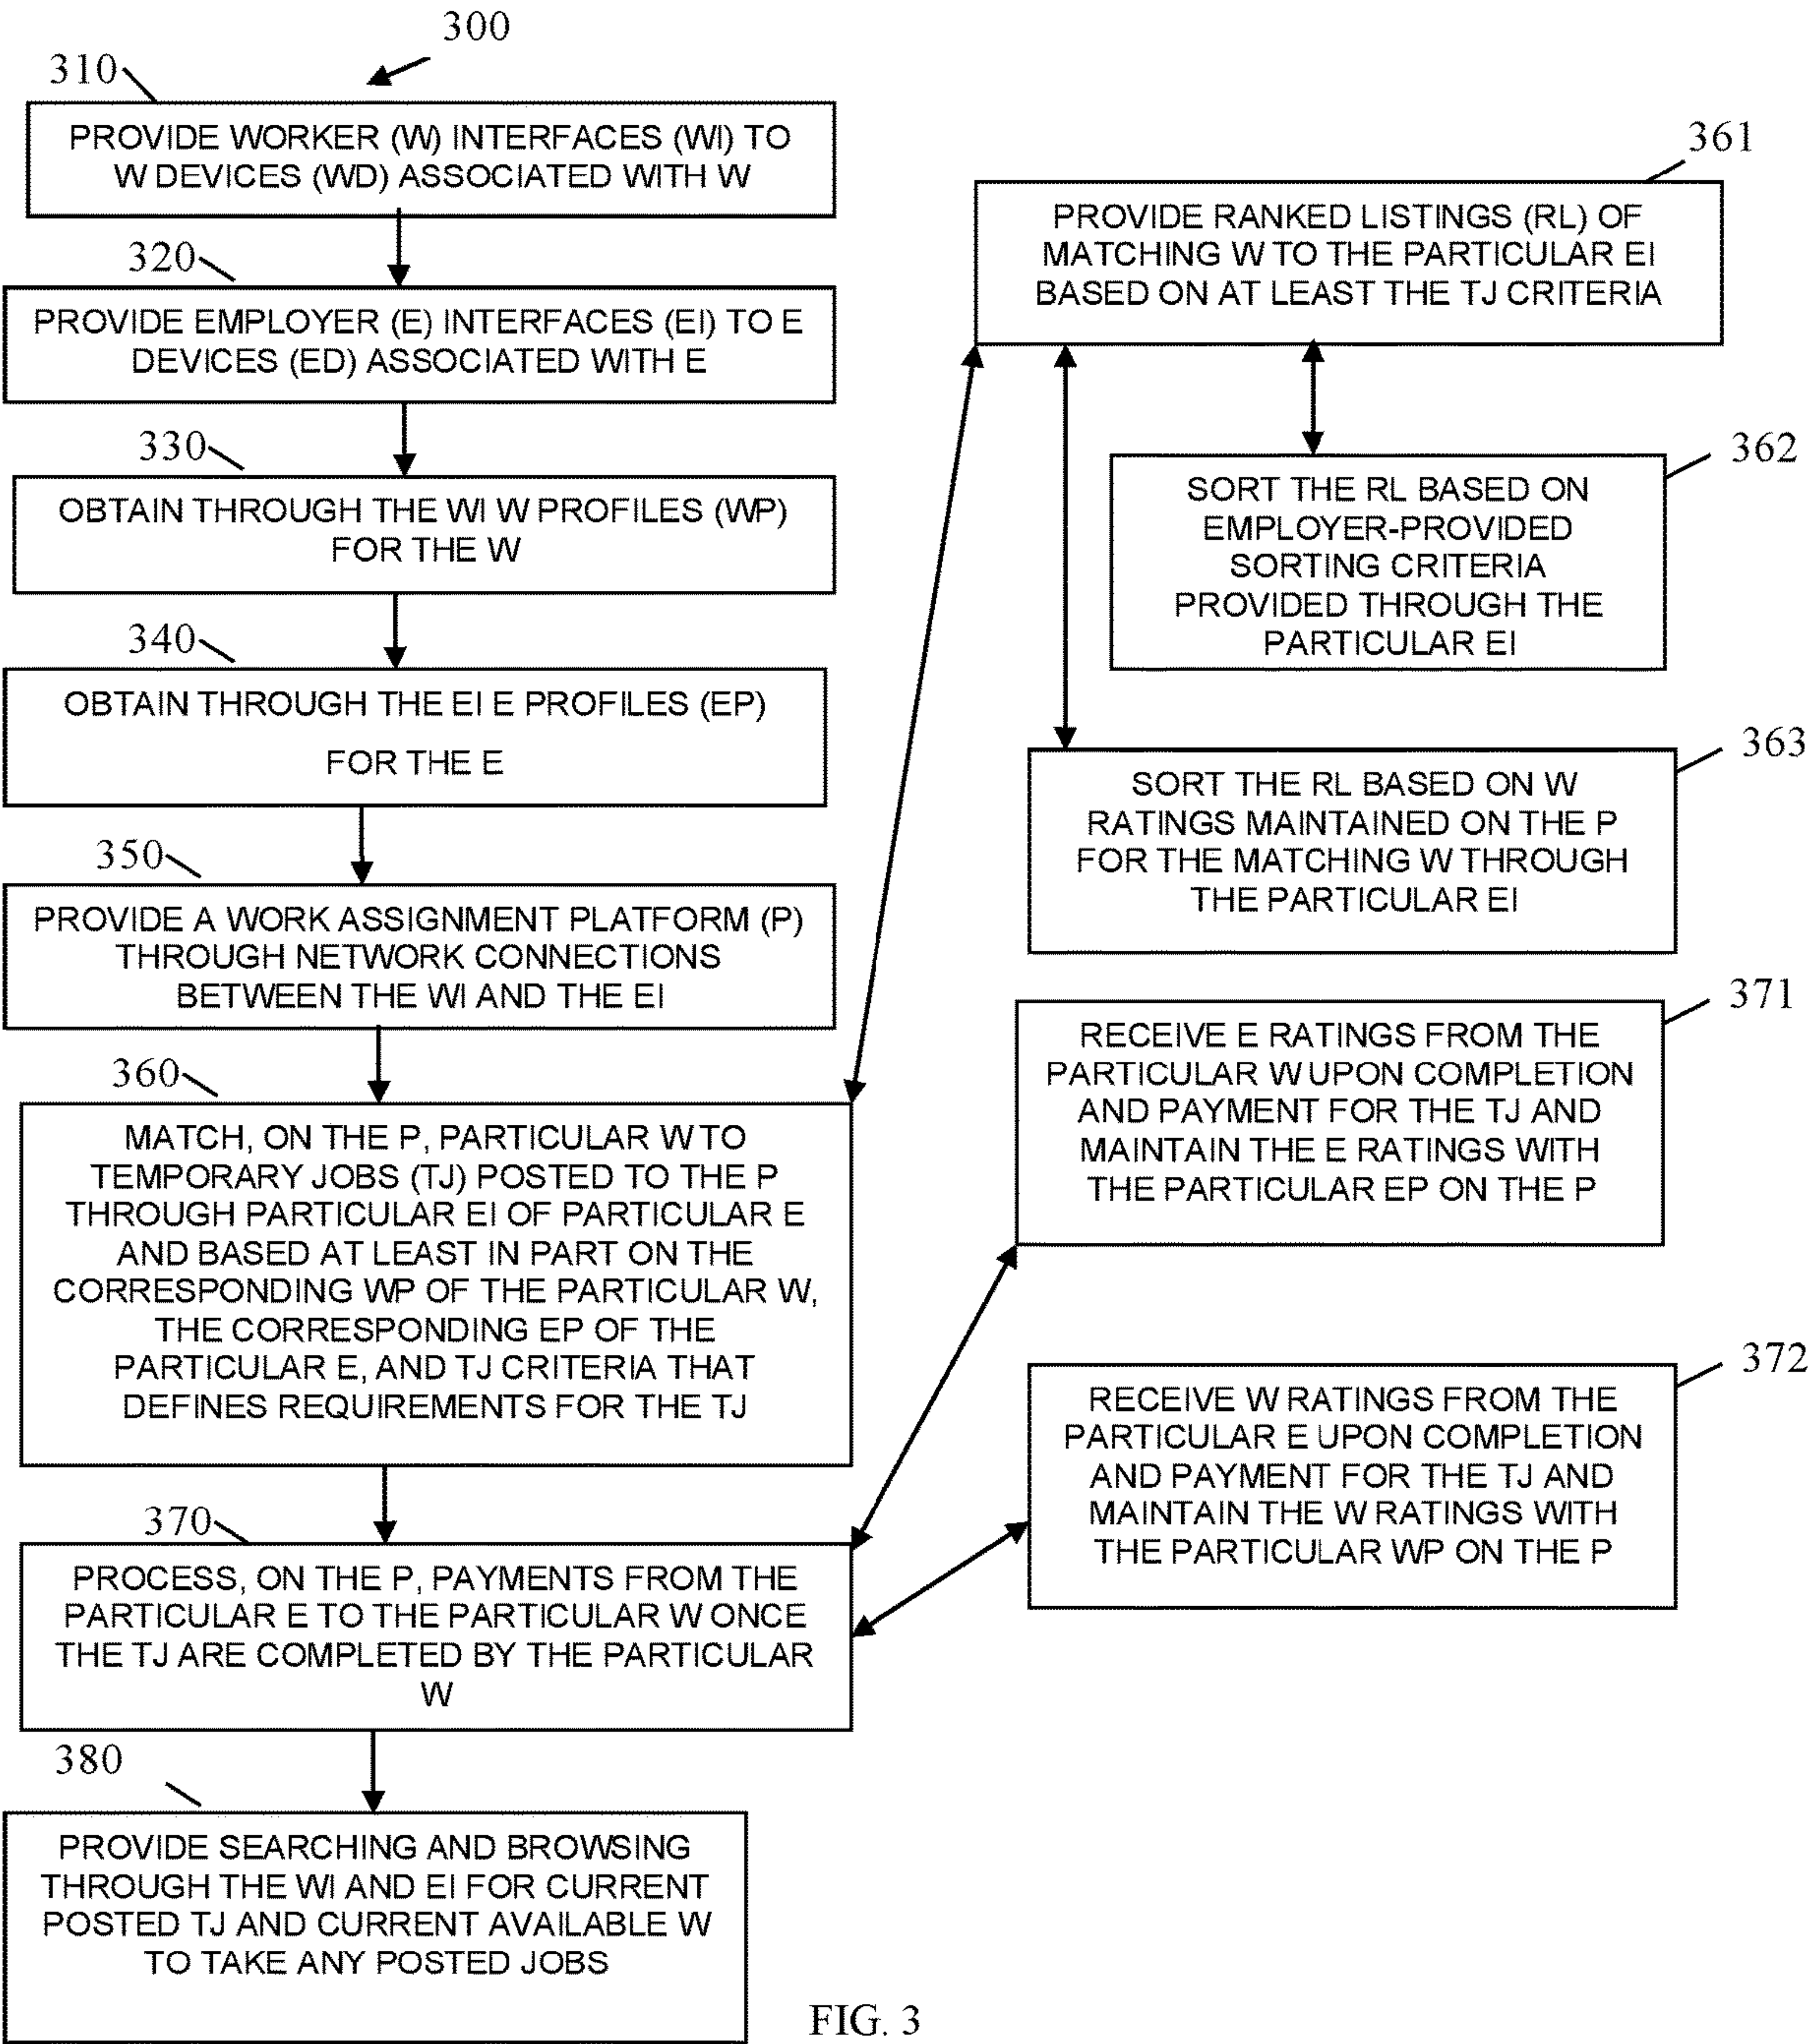 300
310
PROVIDE WORKER (W) INTERFACES (WI) TO
W DEVICES (WD) ASSOCIATED WITH W
320
PROVIDE EMPLOYER (E) INTERFACES (EI) TO E
DEVICES (ED) ASSOCIATED WITH E
330
OBTAIN THROUGH THE WI W PROFILES (WP)
FOR THE W
340
OBTAIN THROUGH THE EI E PROFILES (EP)
FOR THE E
350
PROVIDE A WORK ASSIGNMENT PLATFORM (P)
THROUGH NETWORK CONNECTIONS
BETWEEN THE WI AND THE EI
360
MATCH, ON THE P, PARTICULAR W TO
TEMPORARY JOBS (TJ) POSTED TO THE P
THROUGH PARTICULAR EI OF PARTICULAR E
AND BASED AT LEAST IN PART ON THE
CORRESPONDING WP OF THE PARTICULAR W,
THE CORRESPONDING EP OF THE
PARTICULAR E, AND TJ CRITERIA THAT
DEFINES REQUIREMENTS FOR THE TJ
370
PROCESS, ON THE P, PAYMENTS FROM THE
PARTICULAR E TO THE PARTICULAR W ONCE
THE TJ ARE COMPLETED BY THE PARTICULAR
W
380
PROVIDE SEARCHING AND BROWSING
THROUGH THE WI AND EI FOR CURRENT
POSTED TJ AND CURRENT AVAILABLE W
TO TAKE ANY POSTED JOBS
361
PROVIDE RANKED LISTINGS (RL) OF
MATCHING W TO THE PARTICULAR EI
BASED ON AT LEAST THE TJ CRITERIA
362
SORT THE RL BASED ON
EMPLOYER-PROVIDED
SORTING CRITERIA
PROVIDED THROUGH THE
PARTICULAR EI
363
SORT THE RL BASED ON W
RATINGS MAINTAINED ON THE P
FOR THE MATCHING W THROUGH
THE PARTICULAR EI
371
RECEIVE E RATINGS FROM THE
PARTICULAR W UPON COMPLETION
AND PAYMENT FOR THE TJ AND
MAINTAIN THE E RATINGS WITH
THE PARTICULAR EP ON THE P
372
RECEIVE W RATINGS FROM THE
PARTICULAR E UPON COMPLETION
AND PAYMENT FOR THE TJ AND
MAINTAIN THE W RATINGS WITH
THE PARTICULAR WP ON THE P
FIG. 3